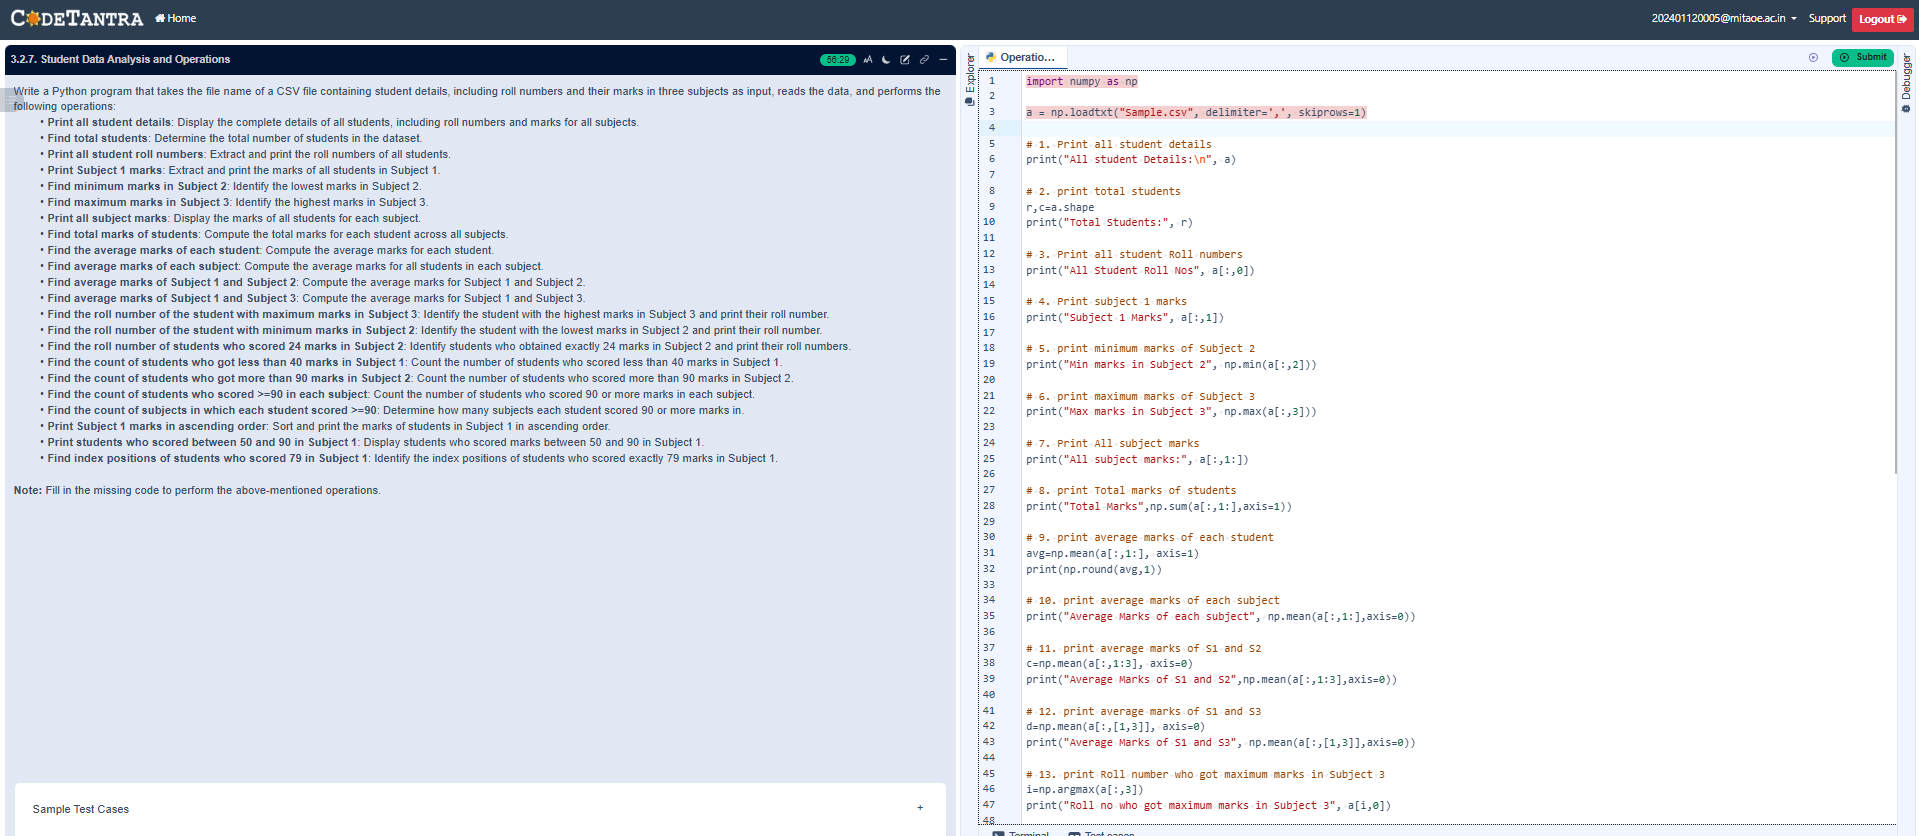 CODETANTRA Home 202401120005@mitaoe.ac.in Support Logout
3.2.7. Student Data Analysis and Operations 56:29 AA
Write a Python program that takes the file name of a CSV file containing student details, including roll numbers and their marks in three subjects as input, reads the data, and performs the
following operations:
• Print all student details: Display the complete details of all students, including roll numbers and marks for all subjects.
• Find total students: Determine the total number of students in the dataset.
• Print all student roll numbers: Extract and print the roll numbers of all students.
• Print Subject 1 marks: Extract and print the marks of all students in Subject 1.
• Find minimum marks in Subject 2: Identify the lowest marks in Subject 2.
• Find maximum marks in Subject 3: Identify the highest marks in Subject 3.
• Print all subject marks: Display the marks of all students for each subject.
• Find total marks of students: Compute the total marks for each student across all subjects.
• Find the average marks of each student: Compute the average marks for each student.
• Find average marks of each subject: Compute the average marks for all students in each subject.
• Find average marks of Subject 1 and Subject 2: Compute the average marks for Subject 1 and Subject 2.
• Find average marks of Subject 1 and Subject 3: Compute the average marks for Subject 1 and Subject 3.
• Find the roll number of the student with maximum marks in Subject 3: Identify the student with the highest marks in Subject 3 and print their roll number.
• Find the roll number of the student with minimum marks in Subject 2: Identify the student with the lowest marks in Subject 2 and print their roll number.
• Find the roll number of students who scored 24 marks in Subject 2: Identify students who obtained exactly 24 marks in Subject 2 and print their roll numbers.
• Find the count of students who got less than 40 marks in Subject 1: Count the number of students who scored less than 40 marks in Subject 1.
• Find the count of students who got more than 90 marks in Subject 2: Count the number of students who scored more than 90 marks in Subject 2.
• Find the count of students who scored >=90 in each subject: Count the number of students who scored 90 or more marks in each subject.
• Find the count of subjects in which each student scored >=90: Determine how many subjects each student scored 90 or more marks in.
• Print Subject 1 marks in ascending order: Sort and print the marks of students in Subject 1 in ascending order.
• Print students who scored between 50 and 90 in Subject 1: Display students who scored marks between 50 and 90 in Subject 1.
• Find index positions of students who scored 79 in Subject 1: Identify the index positions of students who scored exactly 79 marks in Subject 1.
Note: Fill in the missing code to perform the above-mentioned operations.
Sample Test Cases +
Explorer
Operatio...
Submit
Debugger
1 import numpy as np
2
3 a = np.loadtxt("Sample.csv", delimiter=',', skiprows=1)
4
5 # 1. Print all student details
6 print("All student Details:\n", a)
7
8 # 2. print total students
9 r,c=a.shape
10 print("Total Students:", r)
11
12 # 3. Print all student Roll numbers
13 print("All Student Roll Nos", a[:,0])
14
15 # 4. Print subject 1 marks
16 print("Subject 1 Marks", a[:,1])
17
18 # 5. print minimum marks of Subject 2
19 print("Min marks in Subject 2", np.min(a[:,2]))
20
21 # 6. print maximum marks of Subject 3
22 print("Max marks in Subject 3", np.max(a[:,3]))
23
24 # 7. Print All subject marks
25 print("All subject marks:", a[:,1:])
26
27 # 8. print Total marks of students
28 print("Total Marks",np.sum(a[:,1:],axis=1))
29
30 # 9. print average marks of each student
31 avg=np.mean(a[:,1:], axis=1)
32 print(np.round(avg,1))
33
34 # 10. print average marks of each subject
35 print("Average Marks of each subject", np.mean(a[:,1:],axis=0))
36
37 # 11. print average marks of S1 and S2
38 c=np.mean(a[:,1:3], axis=0)
39 print("Average Marks of S1 and S2",np.mean(a[:,1:3],axis=0))
40
41 # 12. print average marks of S1 and S3
42 d=np.mean(a[:,[1,3]], axis=0)
43 print("Average Marks of S1 and S3", np.mean(a[:,[1,3]],axis=0))
44
45 # 13. print Roll number who got maximum marks in Subject 3
46 i=np.argmax(a[:,3])
47 print("Roll no who got maximum marks in Subject 3", a[i,0])
48
Terminal Test cases